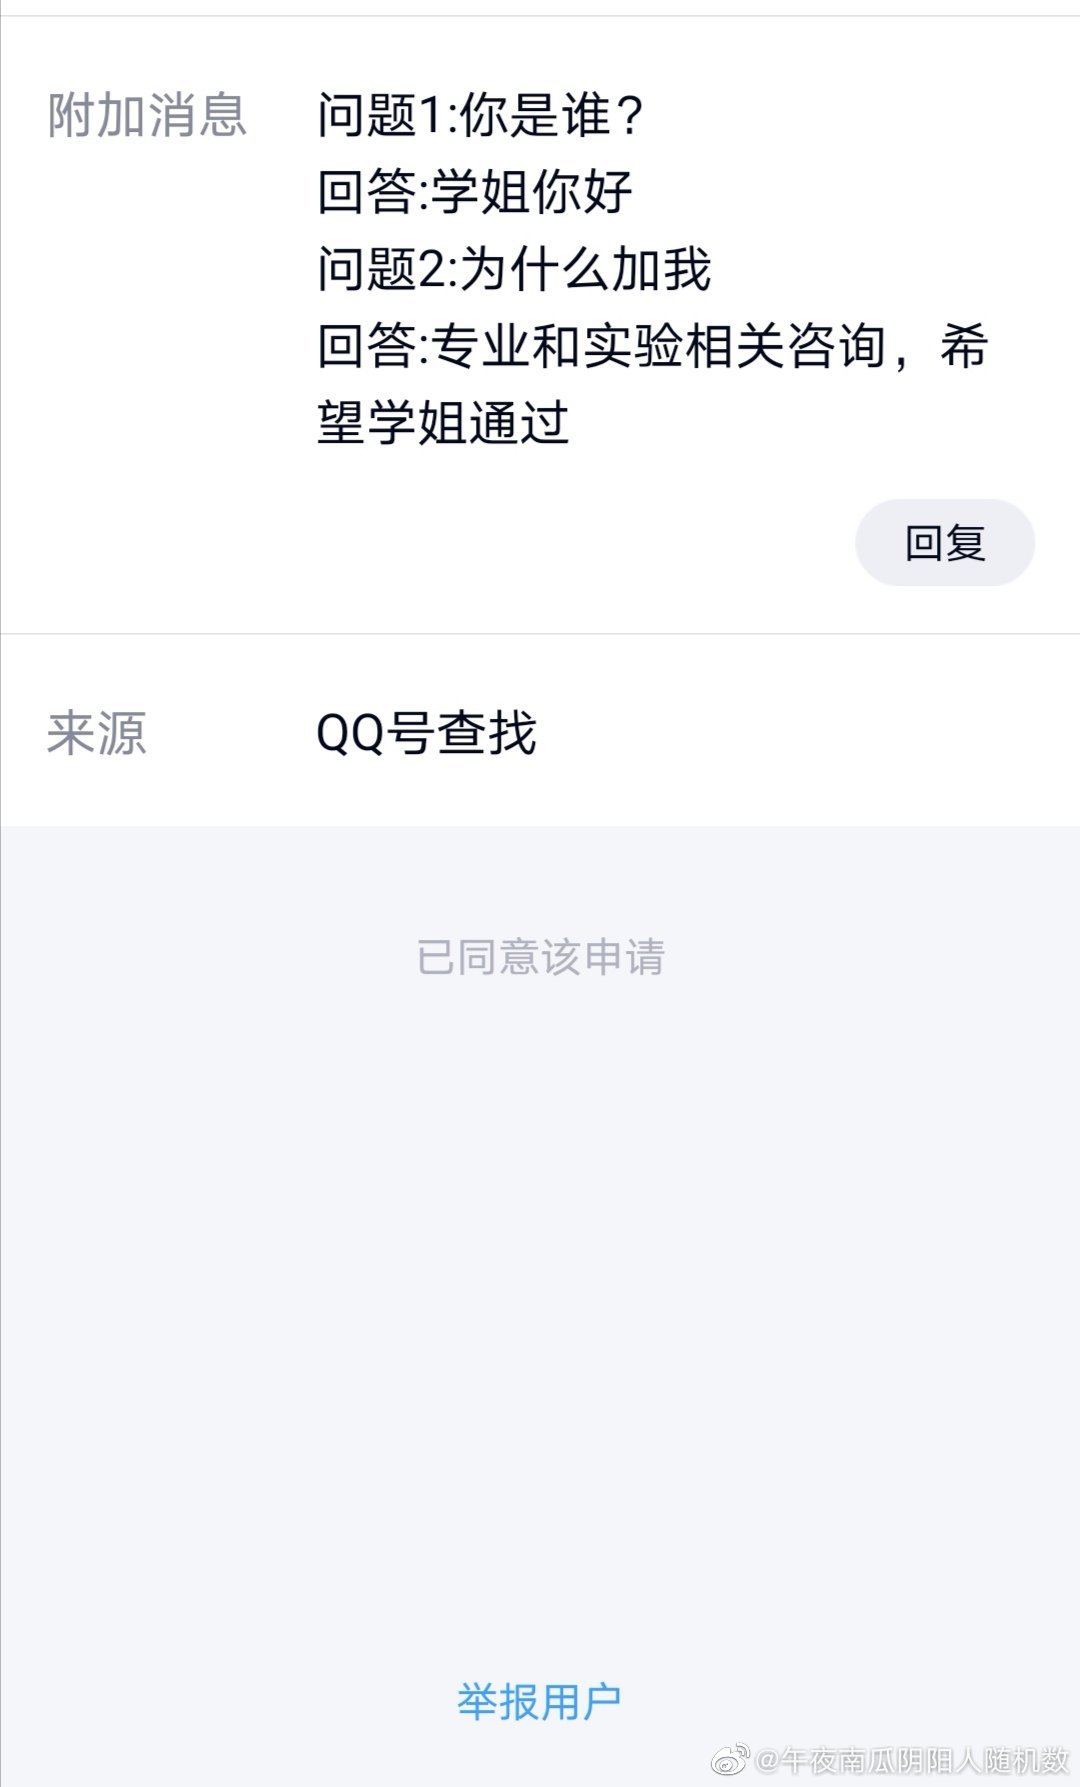 附加消息
问题1:你是谁?
回答:学姐你好
问题2:为什么加我
回答:专业和实验相关咨询，希
望学姐通过
回复
来源
QQ号查找
已同意该申请
举报用户
@午夜南瓜阴阳人随机数